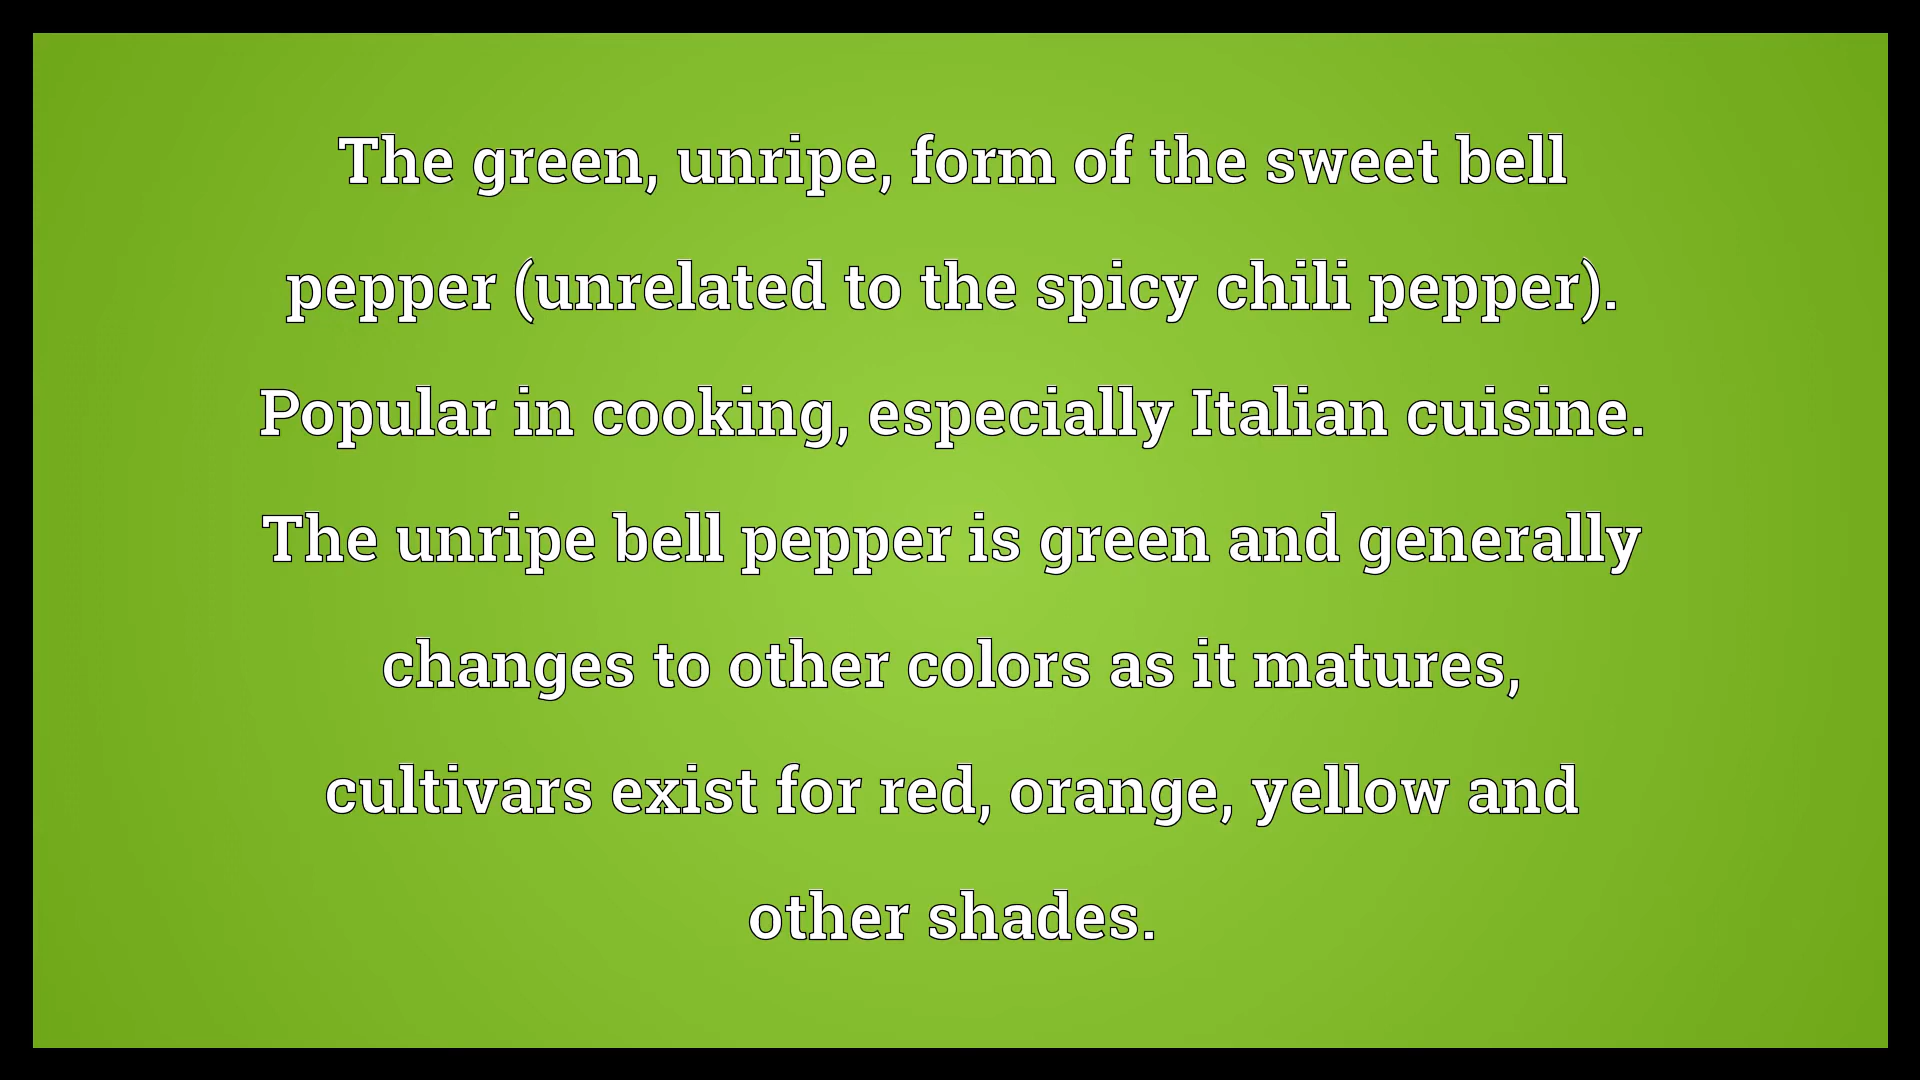 The green, unripe, form of the sweet bell
pepper (unrelated to the spicy chili pepper).
Popular in cooking, especially Italian cuisine.
The unripe bell pepper is green and generally
changes to other colors as it matures,
cultivars exist for red, orange, yellow and
other shades.